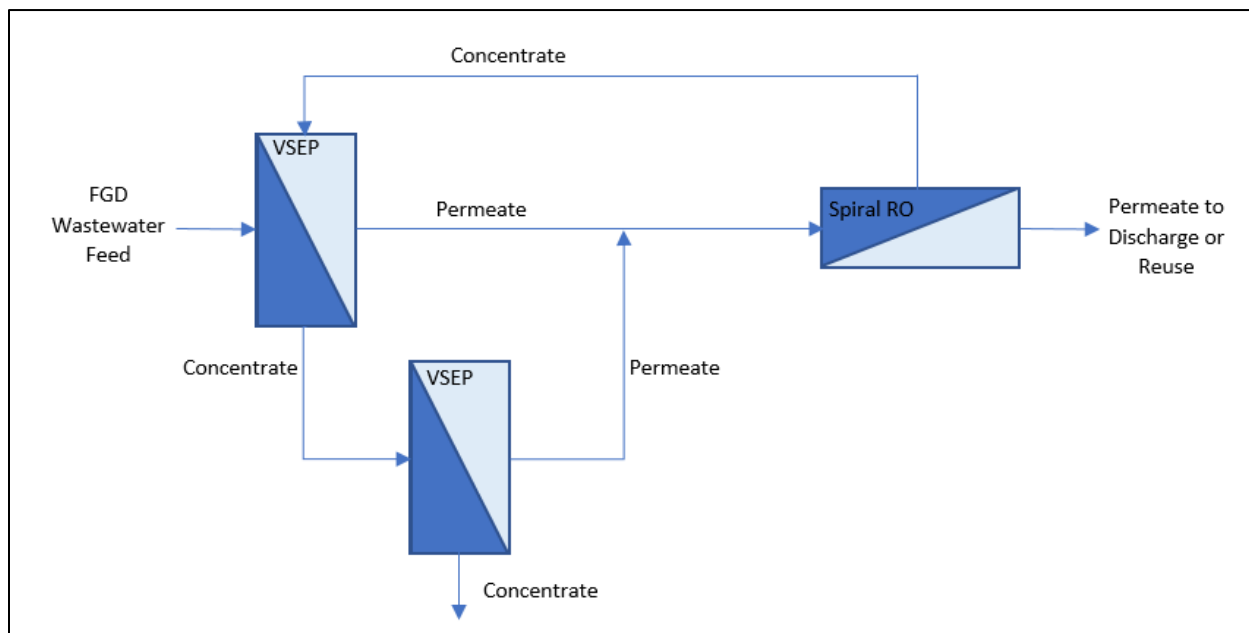 Concentrate
VSEP
FGD
Wastewater
Feed
Permeate
Spiral RO
Permeate to
Discharge or
Reuse
Concentrate
VSEP
Permeate
Concentrate